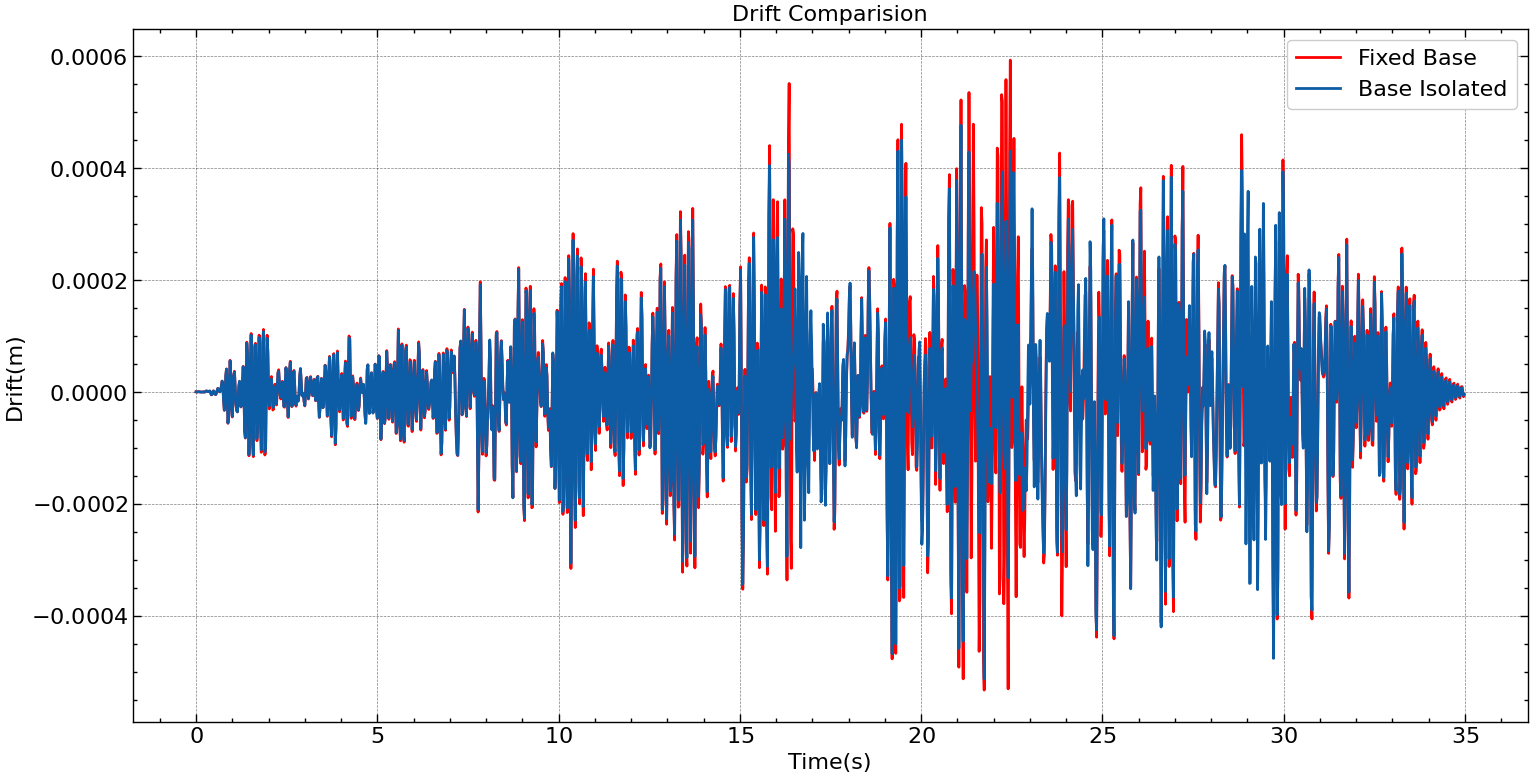 Drift Comparision
Fixed Base
Base Isolated
Drift(m)
0.0006
0.0004
0.0002
0.0000
−0.0002
−0.0004
0
5
10
15
20
25
30
35
Time(s)